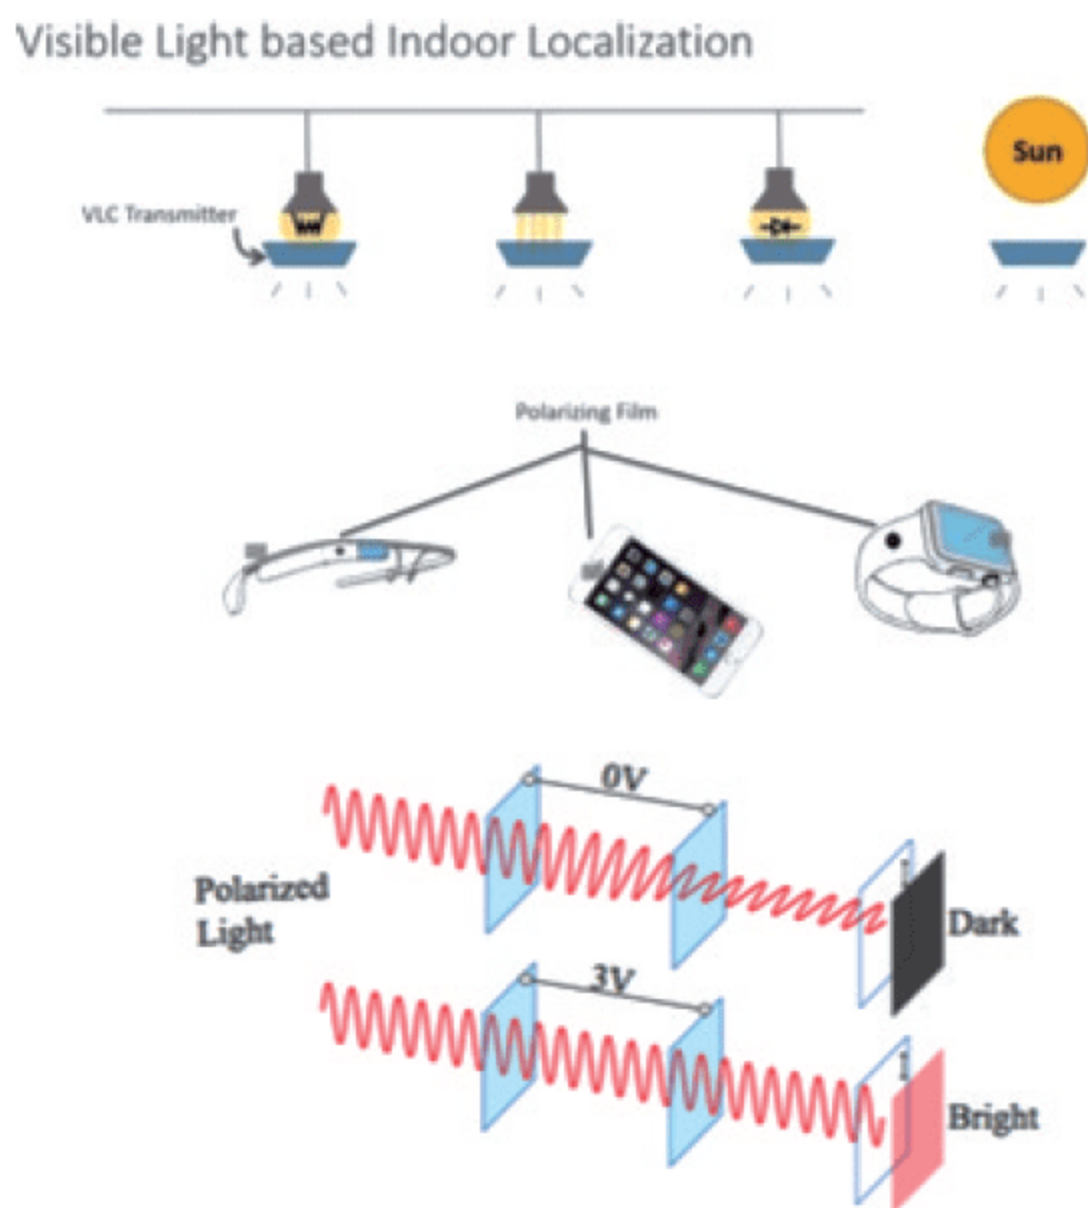 Visible Light based Indoor Localization
Sun
VLC Transmitter
Polarizing Film
0V
Polarized
Light
Dark
3V
Bright